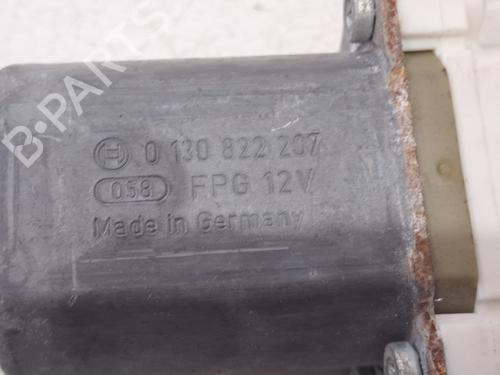 0 130 822 207
058 FPG 12V
Made in Germany
B-PARTS